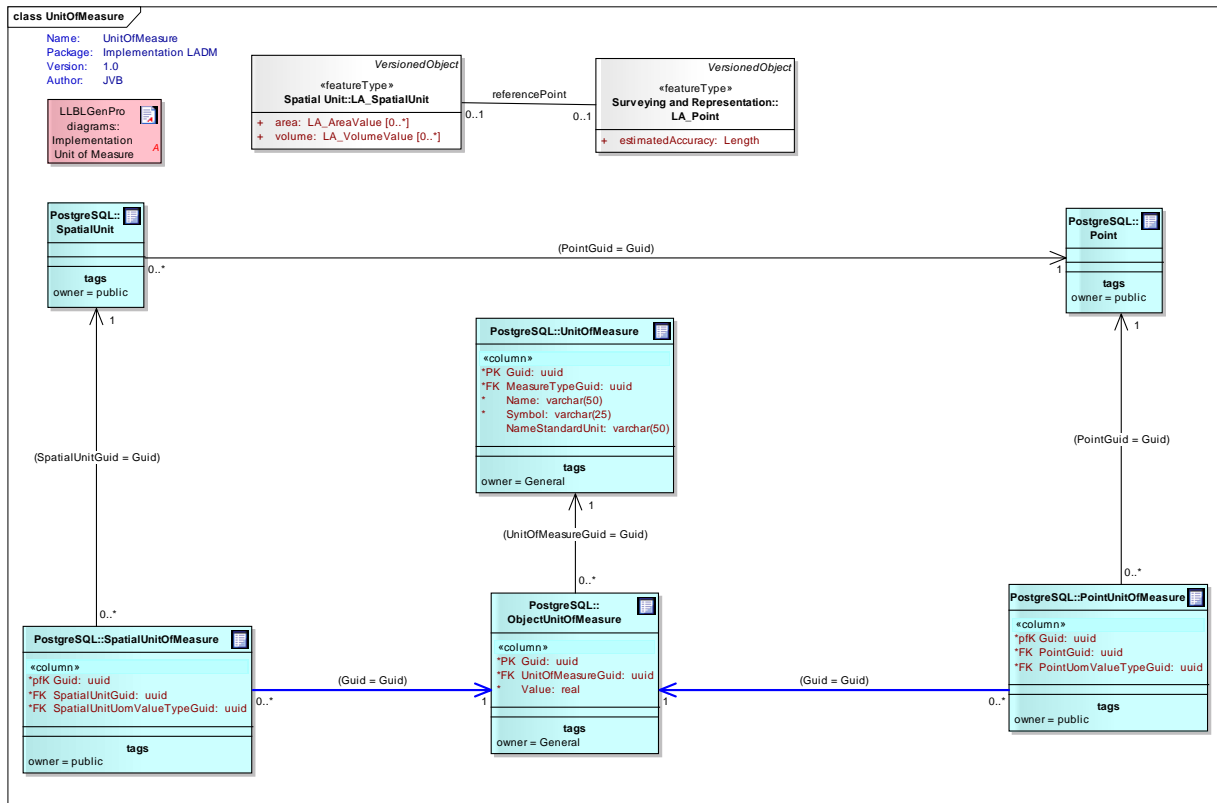 class UnitOfMeasure
Name: UnitOfMeasure
Package: Implementation LADM
Version: 1.0
Author: JVB
LLBLGenPro
diagrams::
Implementation
Unit of Measure
A
VersionedObject
«featureType»
Spatial Unit::LA_SpatialUnit
+ area: LA_AreaValue [0..*]
+ volume: LA_VolumeValue [0..*]
referencePoint
0..1
0..1
VersionedObject
«featureType»
Surveying and Representation::
LA_Point
+ estimatedAccuracy: Length
PostgreSQL::
SpatialUnit
tags
owner = public
0..*
(PointGuid = Guid)
1
PostgreSQL::
Point
tags
owner = public
1
1
PostgreSQL::UnitOfMeasure
«column»
*PK Guid: uuid
*FK MeasureTypeGuid: uuid
* Name: varchar(50)
* Symbol: varchar(25)
NameStandardUnit: varchar(50)
tags
owner = General
(SpatialUnitGuid = Guid)
(PointGuid = Guid)
1
(UnitOfMeasureGuid = Guid)
0..*
0..*
0..*
PostgreSQL::SpatialUnitOfMeasure
«column»
*pfK Guid: uuid
*FK SpatialUnitGuid: uuid
*FK SpatialUnitUomValueTypeGuid: uuid
tags
owner = public
(Guid = Guid)
0..*
1
PostgreSQL::
ObjectUnitOfMeasure
«column»
*PK Guid: uuid
*FK UnitOfMeasureGuid: uuid
* Value: real
tags
owner = General
(Guid = Guid)
1
0..*
PostgreSQL::PointUnitOfMeasure
«column»
*pfK Guid: uuid
*FK PointGuid: uuid
*FK PointUomValueTypeGuid: uuid
tags
owner = public